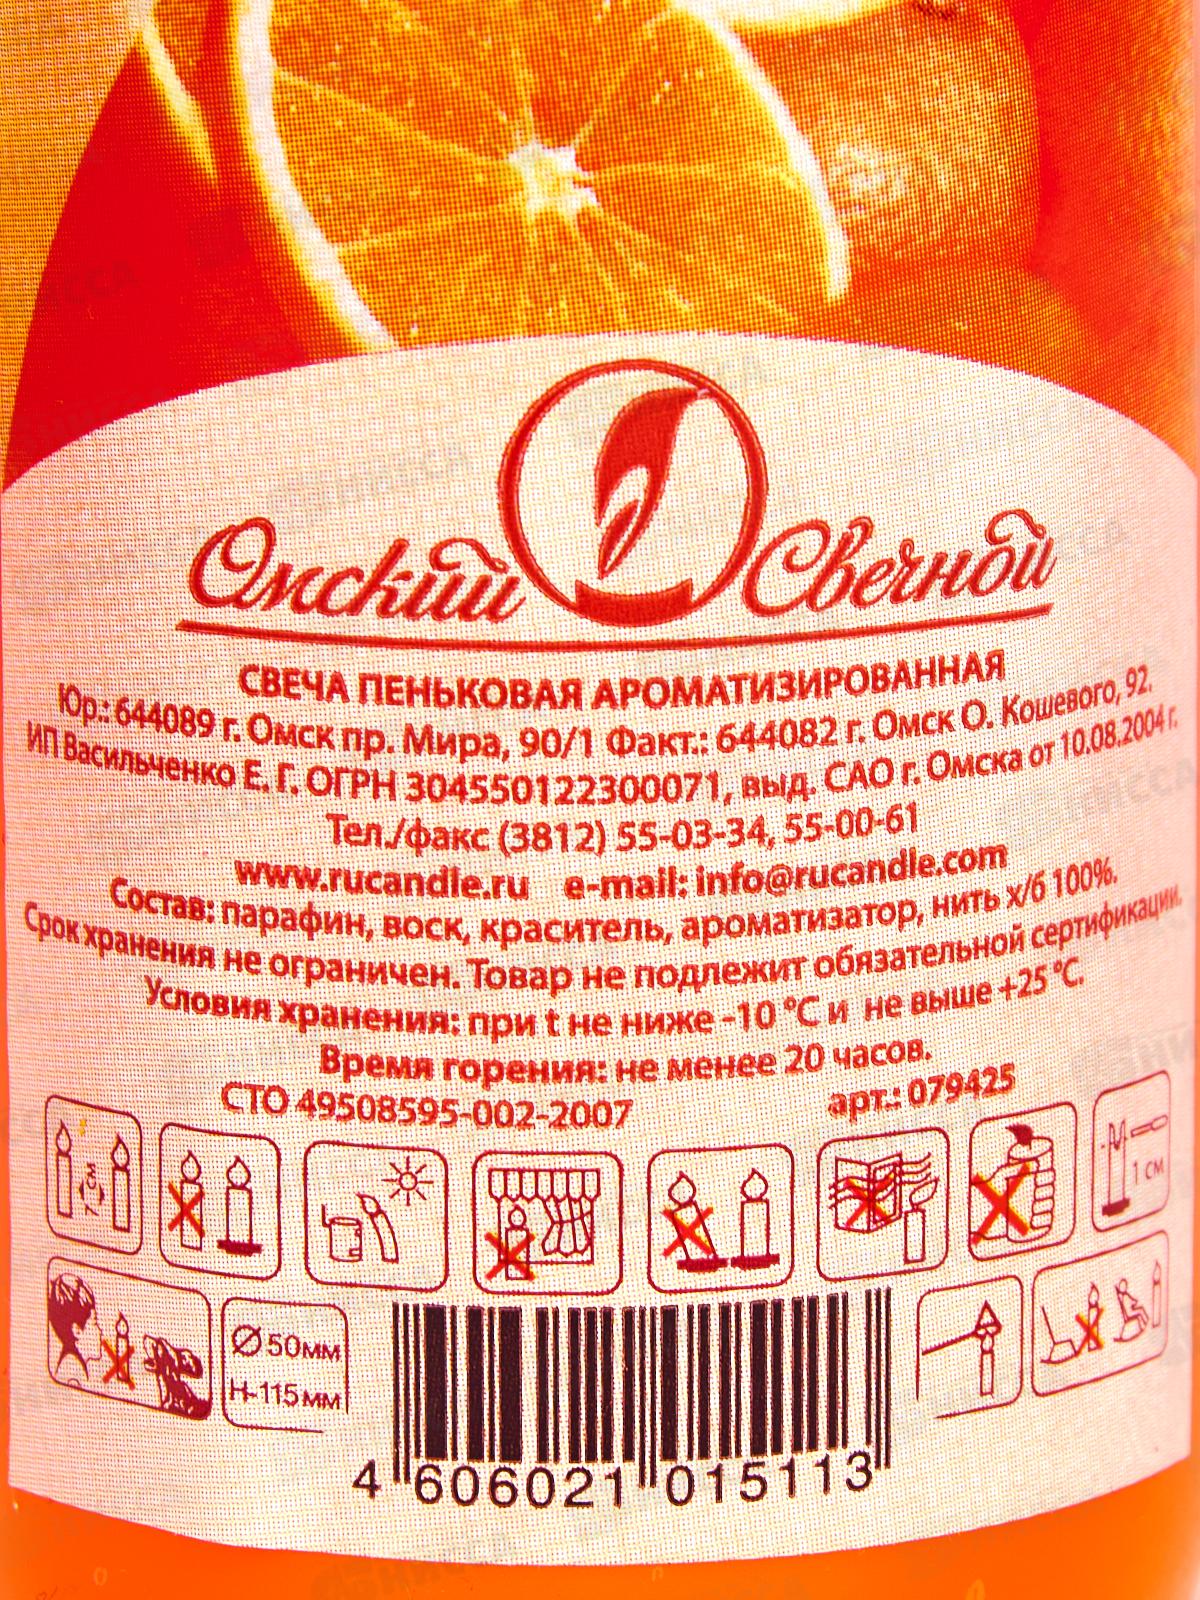 Омский Свечной
СВЕЧА ПЕНЬКОВАЯ АРОМАТИЗИРОВАННАЯ
Юр.: 644089 г. Омск пр. Мира, 90/1 Факт.: 644082 г. Омск О. Кошевого, 92.
ИП Васильченко Е. Г. ОГРН 304550122300071, выд. САО г. Омска от 10.08.2004 г.
Тел./факс (3812) 55-03-34, 55-00-61
www.rucandle.ru e-mail: info@rucandle.com
Состав: парафин, воск, краситель, ароматизатор, нить х/б 100%.
Срок хранения не ограничен. Товар не подлежит обязательной сертификации.
Условия хранения: при t не ниже -10 °C и не выше +25 °C.
Время горения: не менее 20 часов.
СТО 49508595-002-2007 арт.: 079425
7 см
1 см
Ø 50мм
H-115мм
4 606021 015113